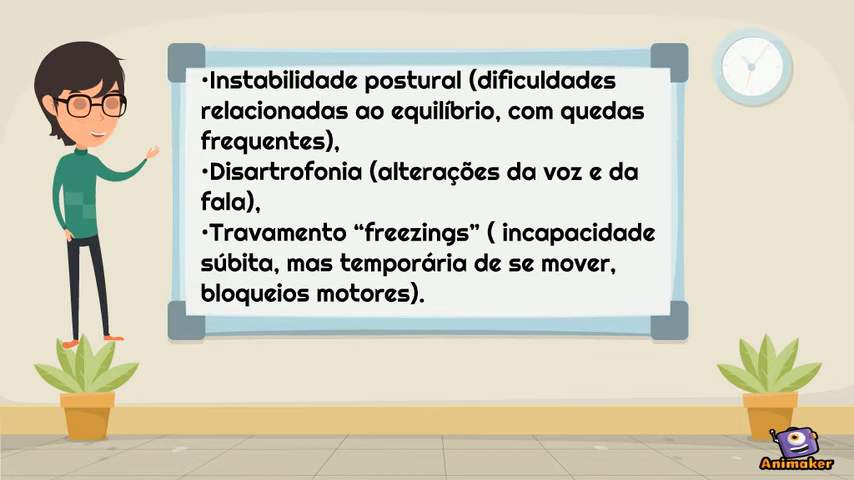 •Instabilidade postural (dificuldades
relacionadas ao equilíbrio, com quedas
frequentes),
•Disartrofonia (alterações da voz e da
fala),
•Travamento “freezings” ( incapacidade
súbita, mas temporária de se mover,
bloqueios motores).
Animaker